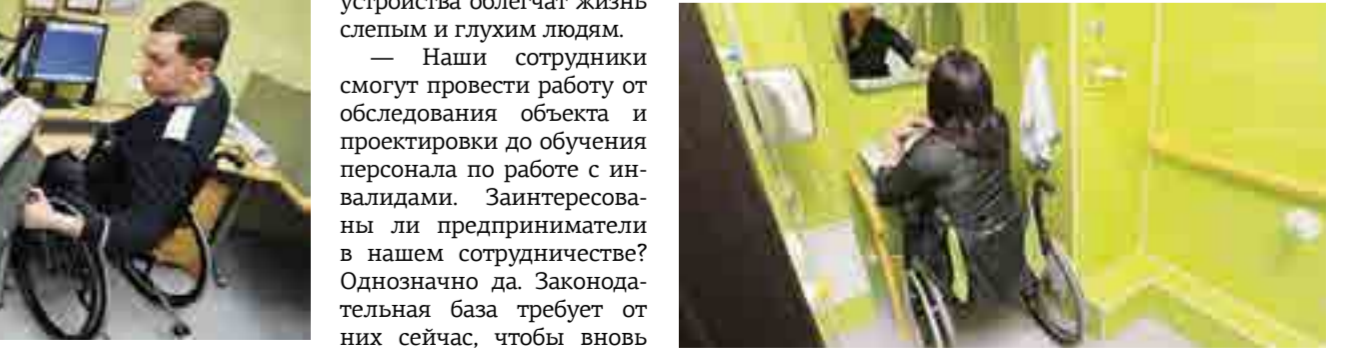 устройства облегчат жизнь
слепым и глухим людям.
— Наши сотрудники
смогут провести работу от
обследования объекта и
проектировки до обучения
персонала по работе с ин-
валидами. Заинтересова-
ны ли предприниматели
в нашем сотрудничестве?
Однозначно да. Законода-
тельная база требует от
них сейчас, чтобы вновь